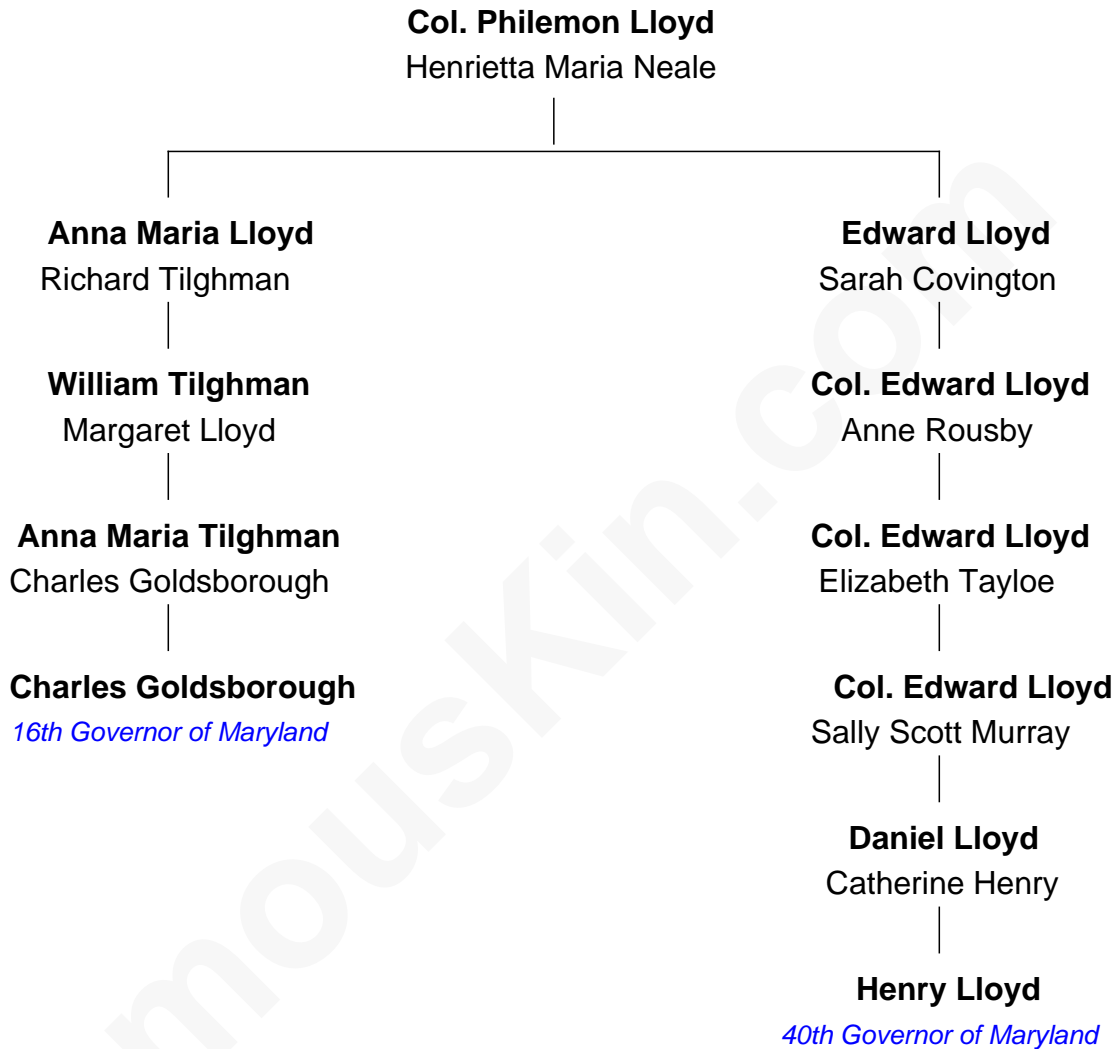 Col. Philemon Lloyd
Henrietta Maria Neale
Anna Maria Lloyd
Richard Tilghman
Edward Lloyd
Sarah Covington
William Tilghman
Margaret Lloyd
Col. Edward Lloyd
Anne Rousby
Anna Maria Tilghman
Charles Goldsborough
Col. Edward Lloyd
Elizabeth Tayloe
Charles Goldsborough
16th Governor of Maryland
Col. Edward Lloyd
Sally Scott Murray
Daniel Lloyd
Catherine Henry
Henry Lloyd
40th Governor of Maryland
mousKin.com